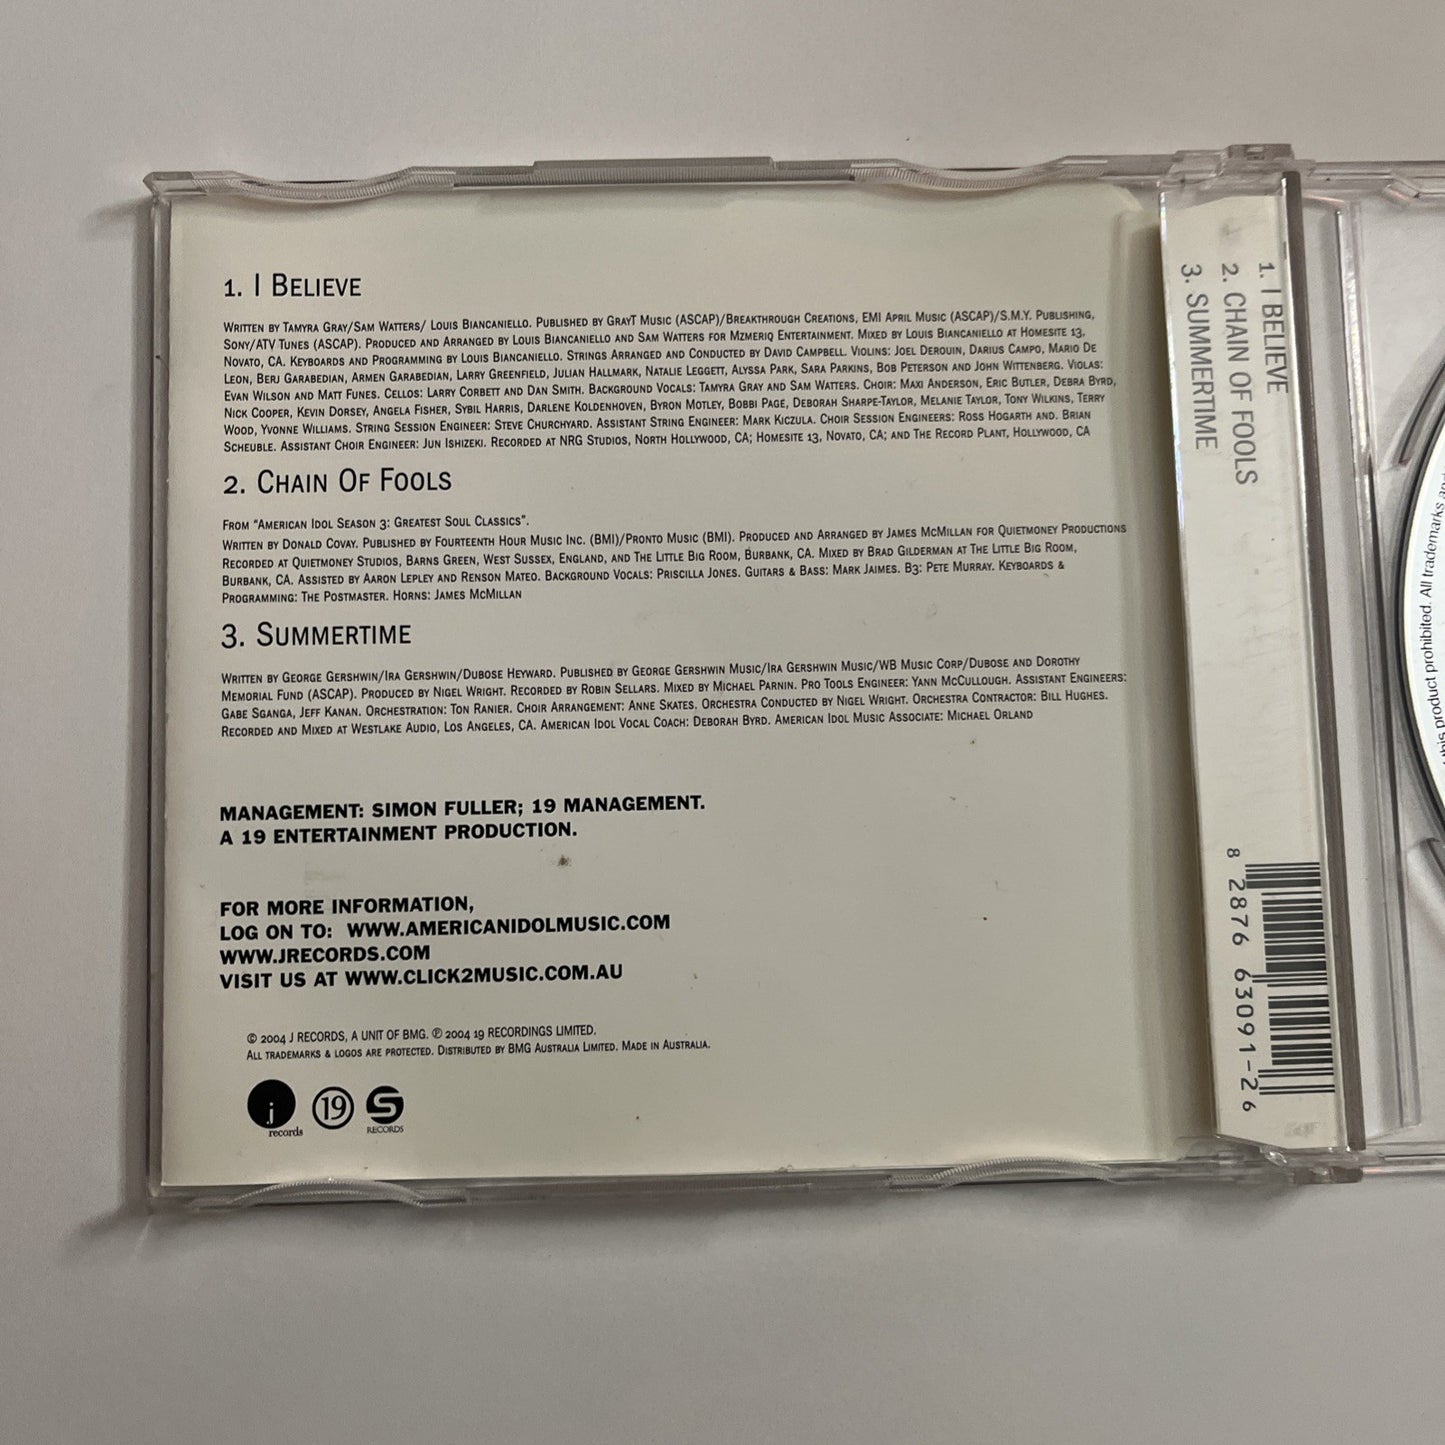 1. I Believe
Written by Tamyra Gray/Sam Watters/ Louis Biancaniello. Published by GrayT Music (ASCAP)/Breakthrough Creations, EMI April Music (ASCAP)/S.M.Y. Publishing,
Sony/ATV Tunes (ASCAP). Produced and Arranged by Louis Biancaniello and Sam Watters for Mzmeriq Entertainment. Mixed by Louis Biancaniello at Homesite 13,
Novato, CA. Keyboards and Programming by Louis Biancaniello. Strings Arranged and Conducted by David Campbell. Violins: Joel Derouin, Darius Campo, Mario De
Leon, Berj Garabedian, Armen Garabedian, Larry Greenfield, Julian Hallmark, Natalie Leggett, Alyssa Park, Sara Parkins, Bob Peterson and John Wittenberg. Violas:
Evan Wilson and Matt Funes. Cellos: Larry Corbett and Dan Smith. Background Vocals: Tamyra Gray and Sam Watters. Choir: Maxi Anderson, Eric Butler, Debra Byrd,
Nick Cooper, Kevin Dorsey, Angela Fisher, Sybil Harris, Darlene Koldenhoven, Byron Motley, Bobbi Page, Deborah Sharpe-Taylor, Melanie Taylor, Tony Wilkins, Terry
Wood, Yvonne Williams. String Session Engineer: Steve Churchyard. Assistant String Engineer: Mark Kiczula. Choir Session Engineers: Ross Hogarth and. Brian
Scheuble. Assistant Choir Engineer: Jun Ishizeki. Recorded at NRG Studios, North Hollywood, CA; Homesite 13, Novato, CA; and The Record Plant, Hollywood, CA
2. Chain Of Fools
From "American Idol Season 3: Greatest Soul Classics".
Written by Donald Covay. Published by Fourteenth Hour Music Inc. (BMI)/Pronto Music (BMI). Produced and Arranged by James McMillan for Quietmoney Productions
Recorded at Quietmoney Studios, Barns Green, West Sussex, England, and The Little Big Room, Burbank, CA. Mixed by Brad Gilderman at The Little Big Room,
Burbank, CA. Assisted by Aaron Lepley and Renson Mateo. Background Vocals: Priscilla Jones. Guitars & Bass: Mark Jaimes. B3: Pete Murray. Keyboards &
Programming: The Postmaster. Horns: James McMillan
3. Summertime
Written by George Gershwin/Ira Gershwin/Dubose Heyward. Published by George Gershwin Music/Ira Gershwin Music/WB Music Corp/Dubose and Dorothy
Memorial Fund (ASCAP). Produced by Nigel Wright. Recorded by Robin Sellars. Mixed by Michael Parnin. Pro Tools Engineer: Yann McCullough. Assistant Engineers:
Gabe Sganga, Jeff Kanan. Orchestration: Ton Ranier. Choir Arrangement: Anne Skates. Orchestra Conducted by Nigel Wright. Orchestra Contractor: Bill Hughes.
Recorded and Mixed at Westlake Audio, Los Angeles, CA. American Idol Vocal Coach: Deborah Byrd. American Idol Music Associate: Michael Orland
MANAGEMENT: SIMON FULLER; 19 MANAGEMENT.
A 19 ENTERTAINMENT PRODUCTION.
FOR MORE INFORMATION,
LOG ON TO: WWW.AMERICANIDOLMUSIC.COM
WWW.JRECORDS.COM
VISIT US AT WWW.CLICK2MUSIC.COM.AU
© 2004 J RECORDS, A UNIT OF BMG. ℗ 2004 19 RECORDINGS LIMITED.
All trademarks & logos are protected. Distributed by BMG Australia Limited. Made in Australia.
j records
19
S RECORDS
1. I BELIEVE
2. CHAIN OF FOOLS
3. SUMMERTIME
8 2876 63091-2 6
this product prohibited. All trademarks and